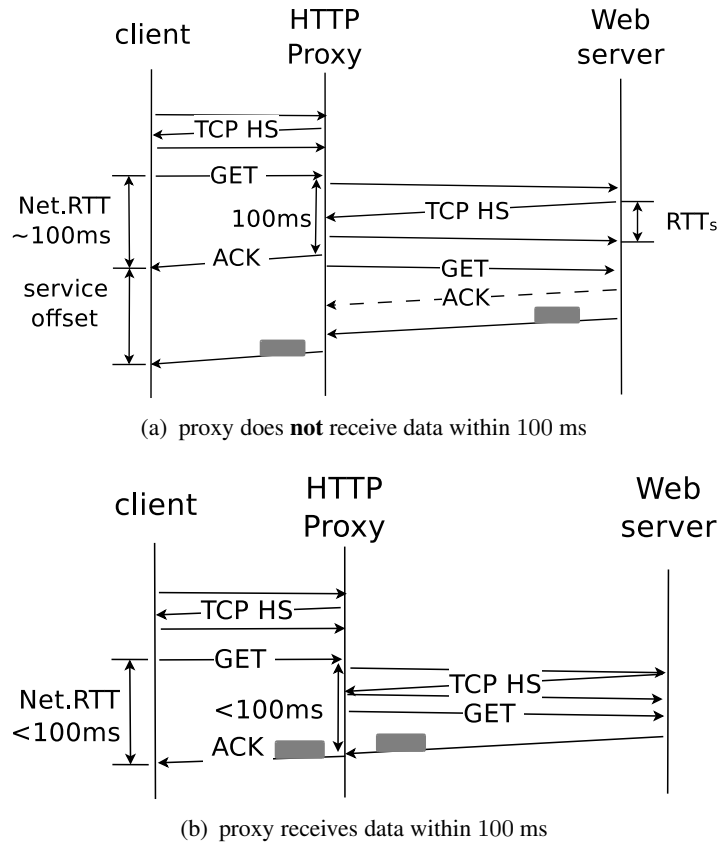 client
HTTP
Proxy
Web
server
TCP HS
GET
Net.RTT
~100ms
100ms
TCP HS
RTTs
ACK
GET
service
offset
ACK
(a) proxy does not receive data within 100 ms
client
HTTP
Proxy
Web
server
TCP HS
GET
TCP HS
Net.RTT
<100ms
<100ms
GET
ACK
(b) proxy receives data within 100 ms